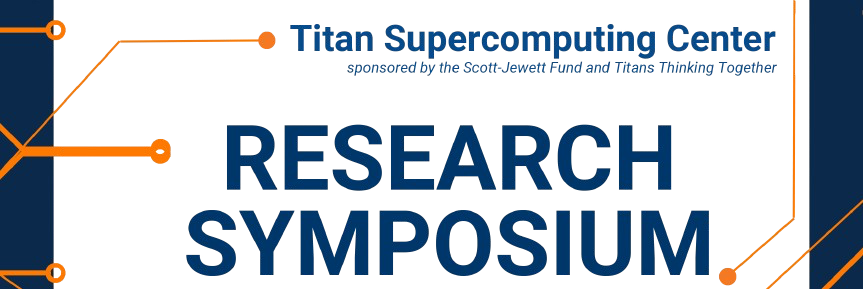 Titan Supercomputing Center
sponsored by the Scott-Jewett Fund and Titans Thinking Together
RESEARCH
SYMPOSIUM